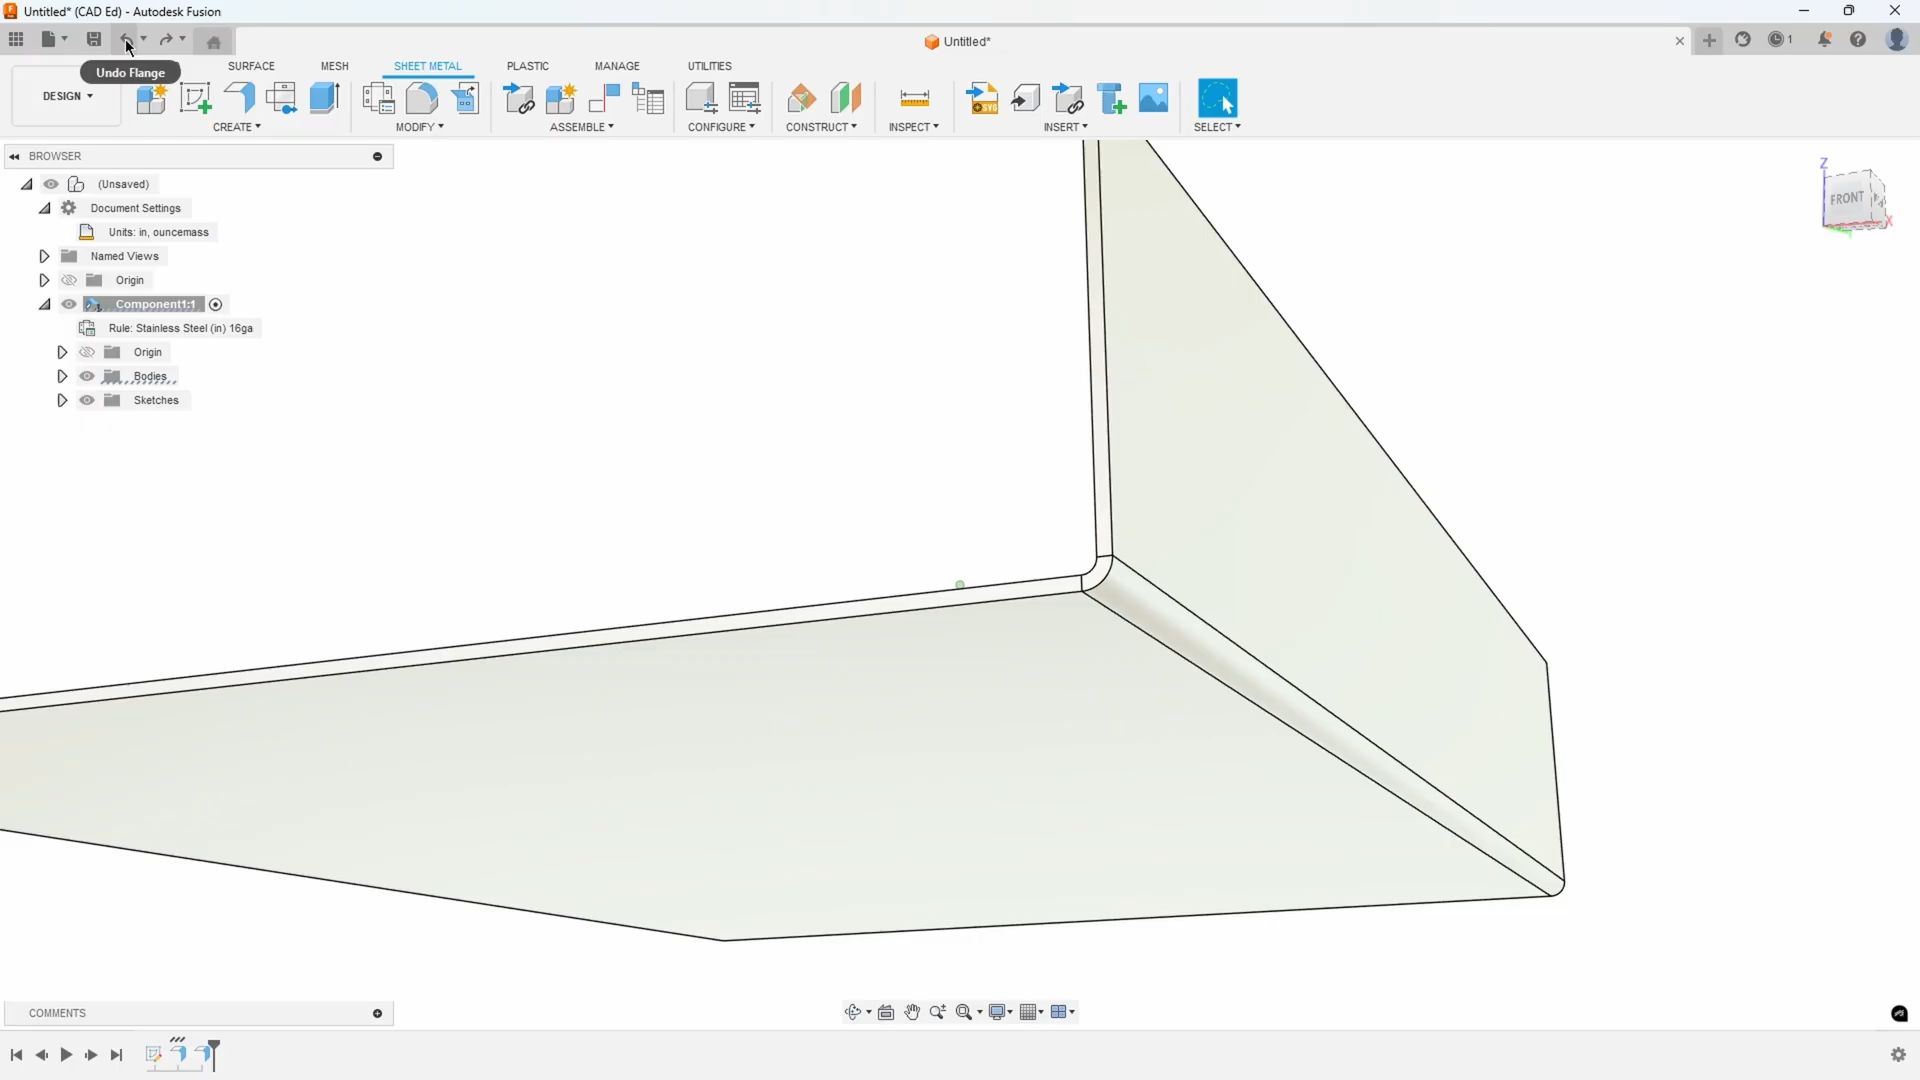 Untitled* (CAD Ed) - Autodesk Fusion
Untitled*
1
Undo Flange
SURFACE
MESH
SHEET METAL
PLASTIC
MANAGE
UTILITIES
DESIGN
CREATE
MODIFY
ASSEMBLE
CONFIGURE
CONSTRUCT
INSPECT
INSERT
SELECT
BROWSER
(Unsaved)
Document Settings
Units: in, ouncemass
Named Views
Origin
Component1:1
Rule: Stainless Steel (in) 16ga
Origin
Bodies
Sketches
Z
FRONT
X
COMMENTS